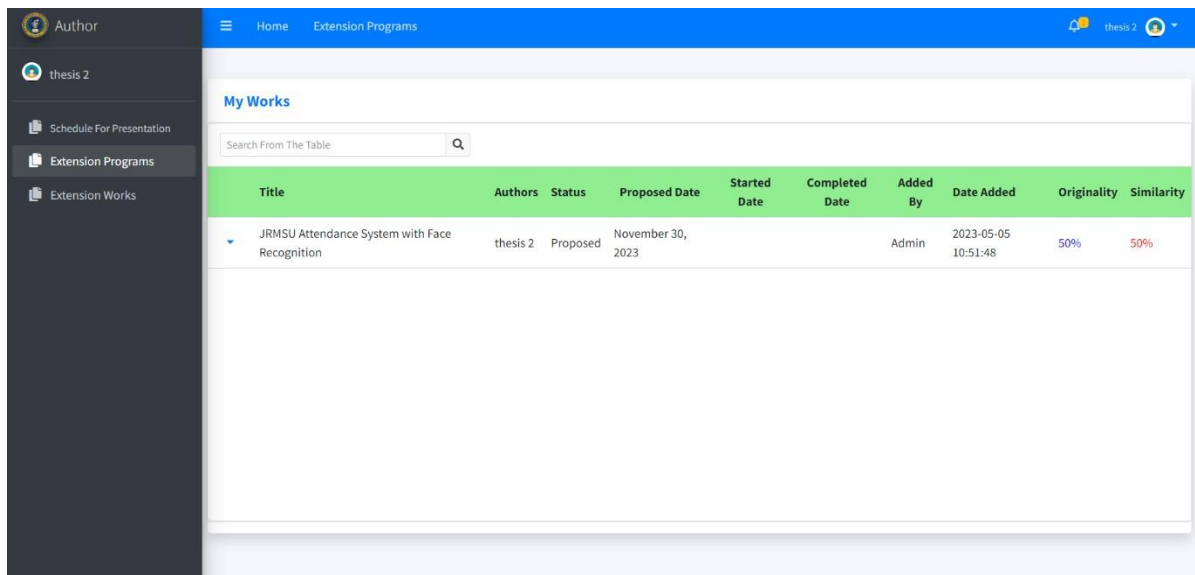 Author
Home Extension Programs
thesis 2
thesis 2
Schedule For Presentation
Extension Programs
Extension Works
My Works
Search From The Table
Title Authors Status Proposed Date Started Date Completed Date Added By Date Added Originality Similarity
JRMSU Attendance System with Face Recognition thesis 2 Proposed November 30, 2023 Admin 2023-05-05 10:51:48 50% 50%